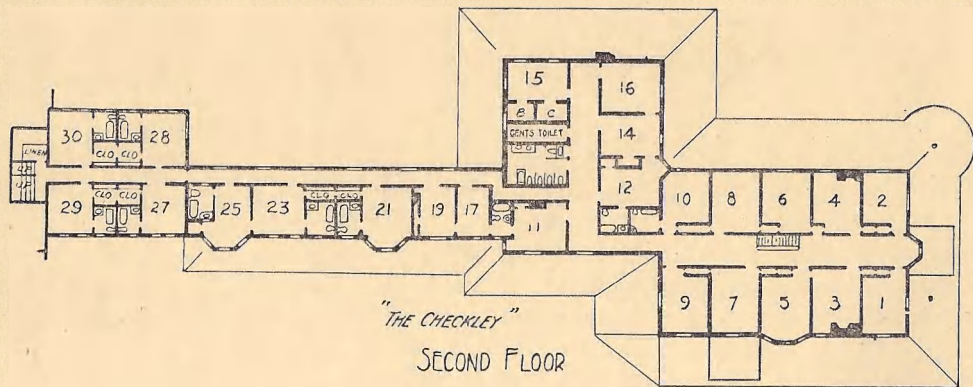 15
16
B
C
GENTS TOILET
14
30
28
LINEN
CLO
CLO
12
10
8
6
4
2
CLO
CLO
CLO
CLO
29
27
25
23
21
19
17
11
9
7
5
3
1
"THE CHECKLEY"
SECOND FLOOR